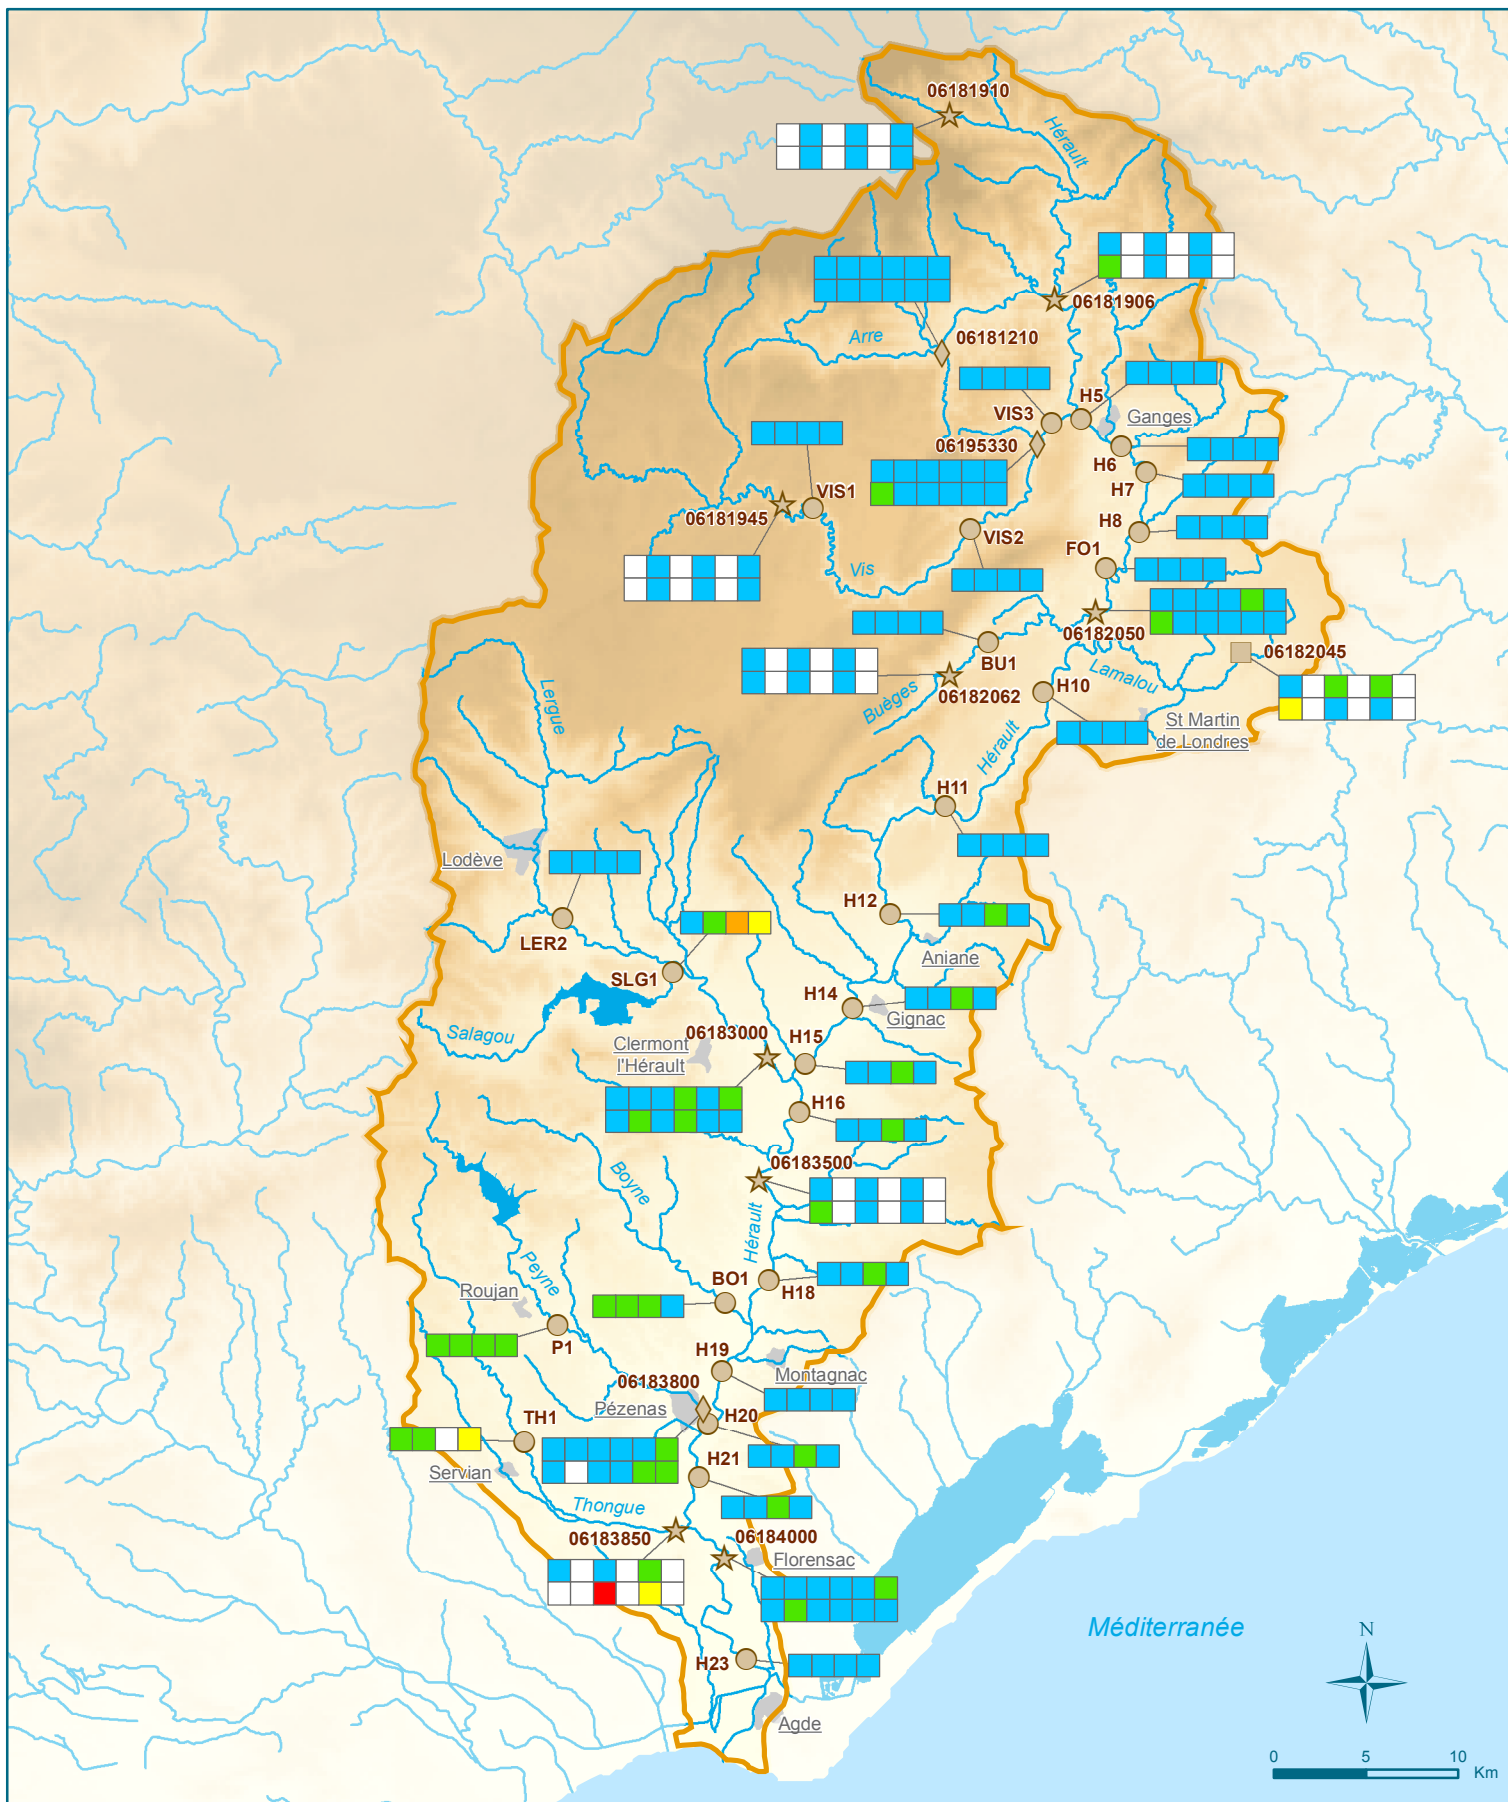 06181910
Hérault
06181906
Arre
06181210
H5
VIS3
Ganges
06195330
H6
H7
VIS1
06181945
H8
VIS2
FO1
Vis
06182050
06182045
BU1
Lamalou
H10
06182062
Buèges
Lergue
St Martin
de Londres
Hérault
H11
Lodève
H12
LER2
Aniane
SLG1
H14
Gignac
Salagou
06183000
H15
Clermont
l'Hérault
H16
06183500
Boyne
Hérault
Peyne
BO1
H18
Roujan
P1
H19
Montagnac
06183800
Pézenas
H20
TH1
H21
Servian
Thongue
06183850
06184000
Florensac
Méditerranée
N
H23
Agde
0 5 10
Km